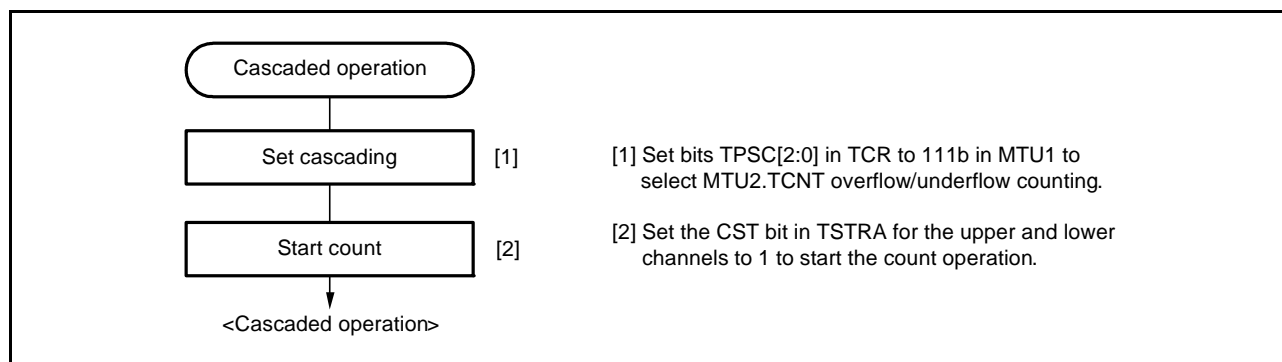 Cascaded operation
Set cascading
[1]
[1] Set bits TPSC[2:0] in TCR to 111b in MTU1 to
select MTU2.TCNT overflow/underflow counting.
Start count
[2]
[2] Set the CST bit in TSTRA for the upper and lower
channels to 1 to start the count operation.
<Cascaded operation>